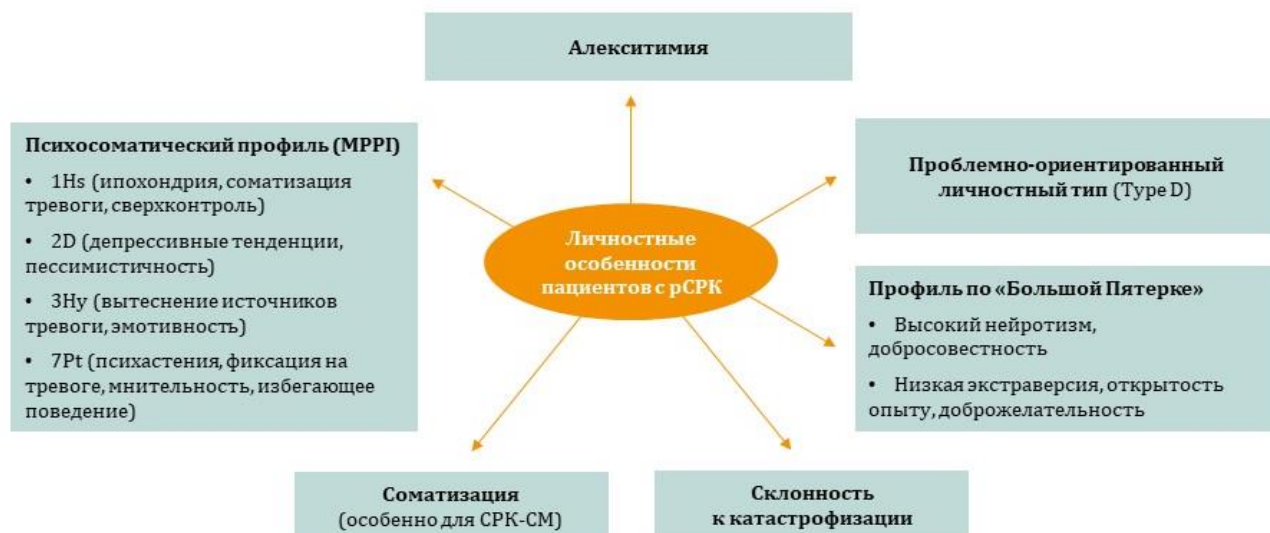 Алекситимия
Психосоматический профиль (MPPI)
• 1Hs (ипохондрия, соматизация
тревоги, сверхконтроль)
• 2D (депрессивные тенденции,
пессимистичность)
• 3Hy (вытеснение источников
тревоги, эмотивность)
• 7Pt (психастения, фиксация на
тревоге, мнительность, избегающее
поведение)
Личностные
особенности
пациентов с рСРК
Проблемно-ориентированный
личностный тип (Type D)
Профиль по «Большой Пятерке»
• Высокий нейротизм,
добросовестность
• Низкая экстраверсия, открытость
опыту, доброжелательность
Соматизация
(особенно для СРК-СМ)
Склонность
к катастрофизации